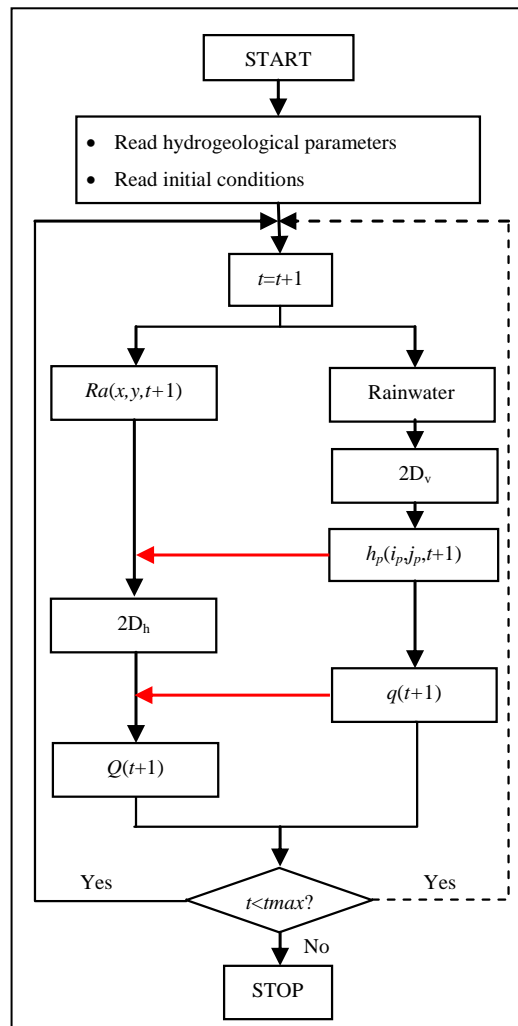 START
• Read hydrogeological parameters
• Read initial conditions
t=t+1
Ra(x,y,t+1)
Rainwater
2Dv
hp(ip,jp,t+1)
2Dh
q(t+1)
Q(t+1)
Yes
Yes
t<tmax?
No
STOP